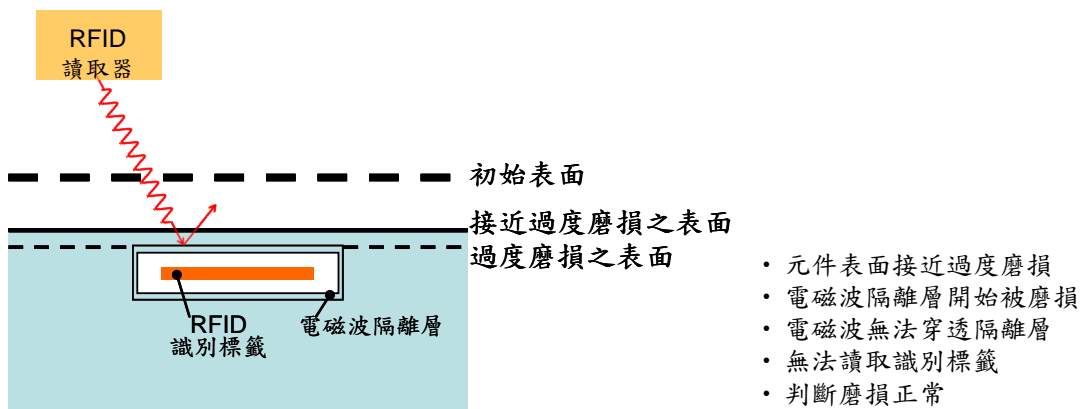 RFID
讀取器
初始表面
接近過度磨損之表面
過度磨損之表面
RFID
識別標籤
電磁波隔離層
・元件表面接近過度磨損
・電磁波隔離層開始被磨損
・電磁波無法穿透隔離層
・無法讀取識別標籤
・判斷磨損正常